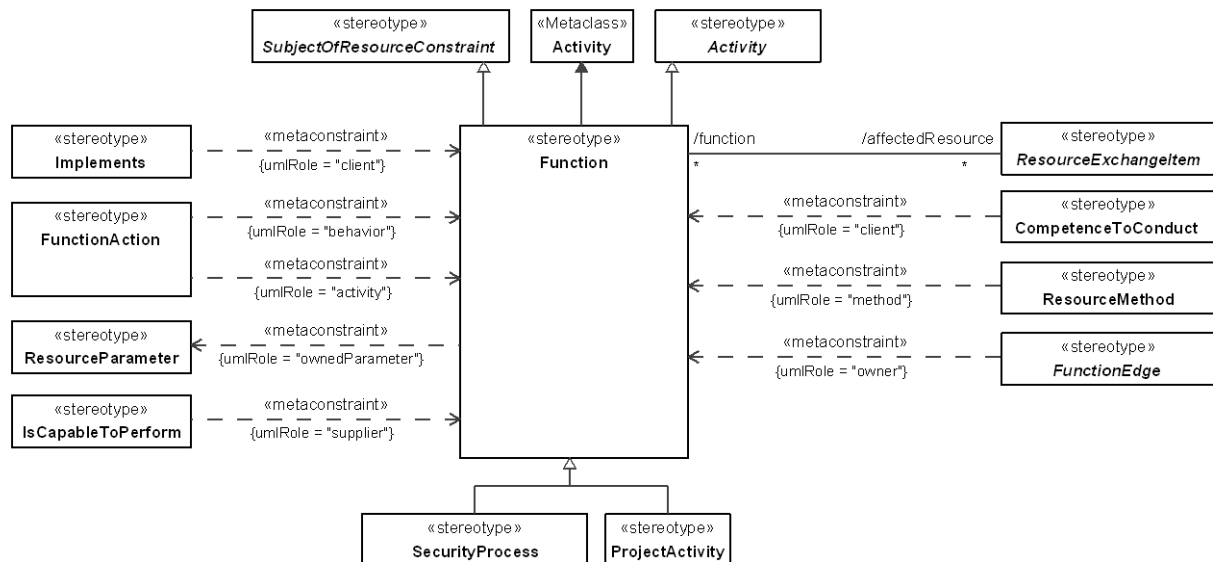 «stereotype»
SubjectOfResourceConstraint
«Metaclass»
Activity
«stereotype»
Activity
«stereotype»
Implements
«metaconstraint»
{umlRole = "client"}
«stereotype»
FunctionAction
«metaconstraint»
{umlRole = "behavior"}
«metaconstraint»
{umlRole = "activity"}
«stereotype»
ResourceParameter
«metaconstraint»
{umlRole = "ownedParameter"}
«stereotype»
IsCapableToPerform
«metaconstraint»
{umlRole = "supplier"}
«stereotype»
Function
/function
/affectedResource
*
*
«stereotype»
ResourceExchangeItem
«metaconstraint»
{umlRole = "client"}
«stereotype»
CompetenceToConduct
«metaconstraint»
{umlRole = "method"}
«stereotype»
ResourceMethod
«metaconstraint»
{umlRole = "owner"}
«stereotype»
FunctionEdge
«stereotype»
SecurityProcess
«stereotype»
ProjectActivity